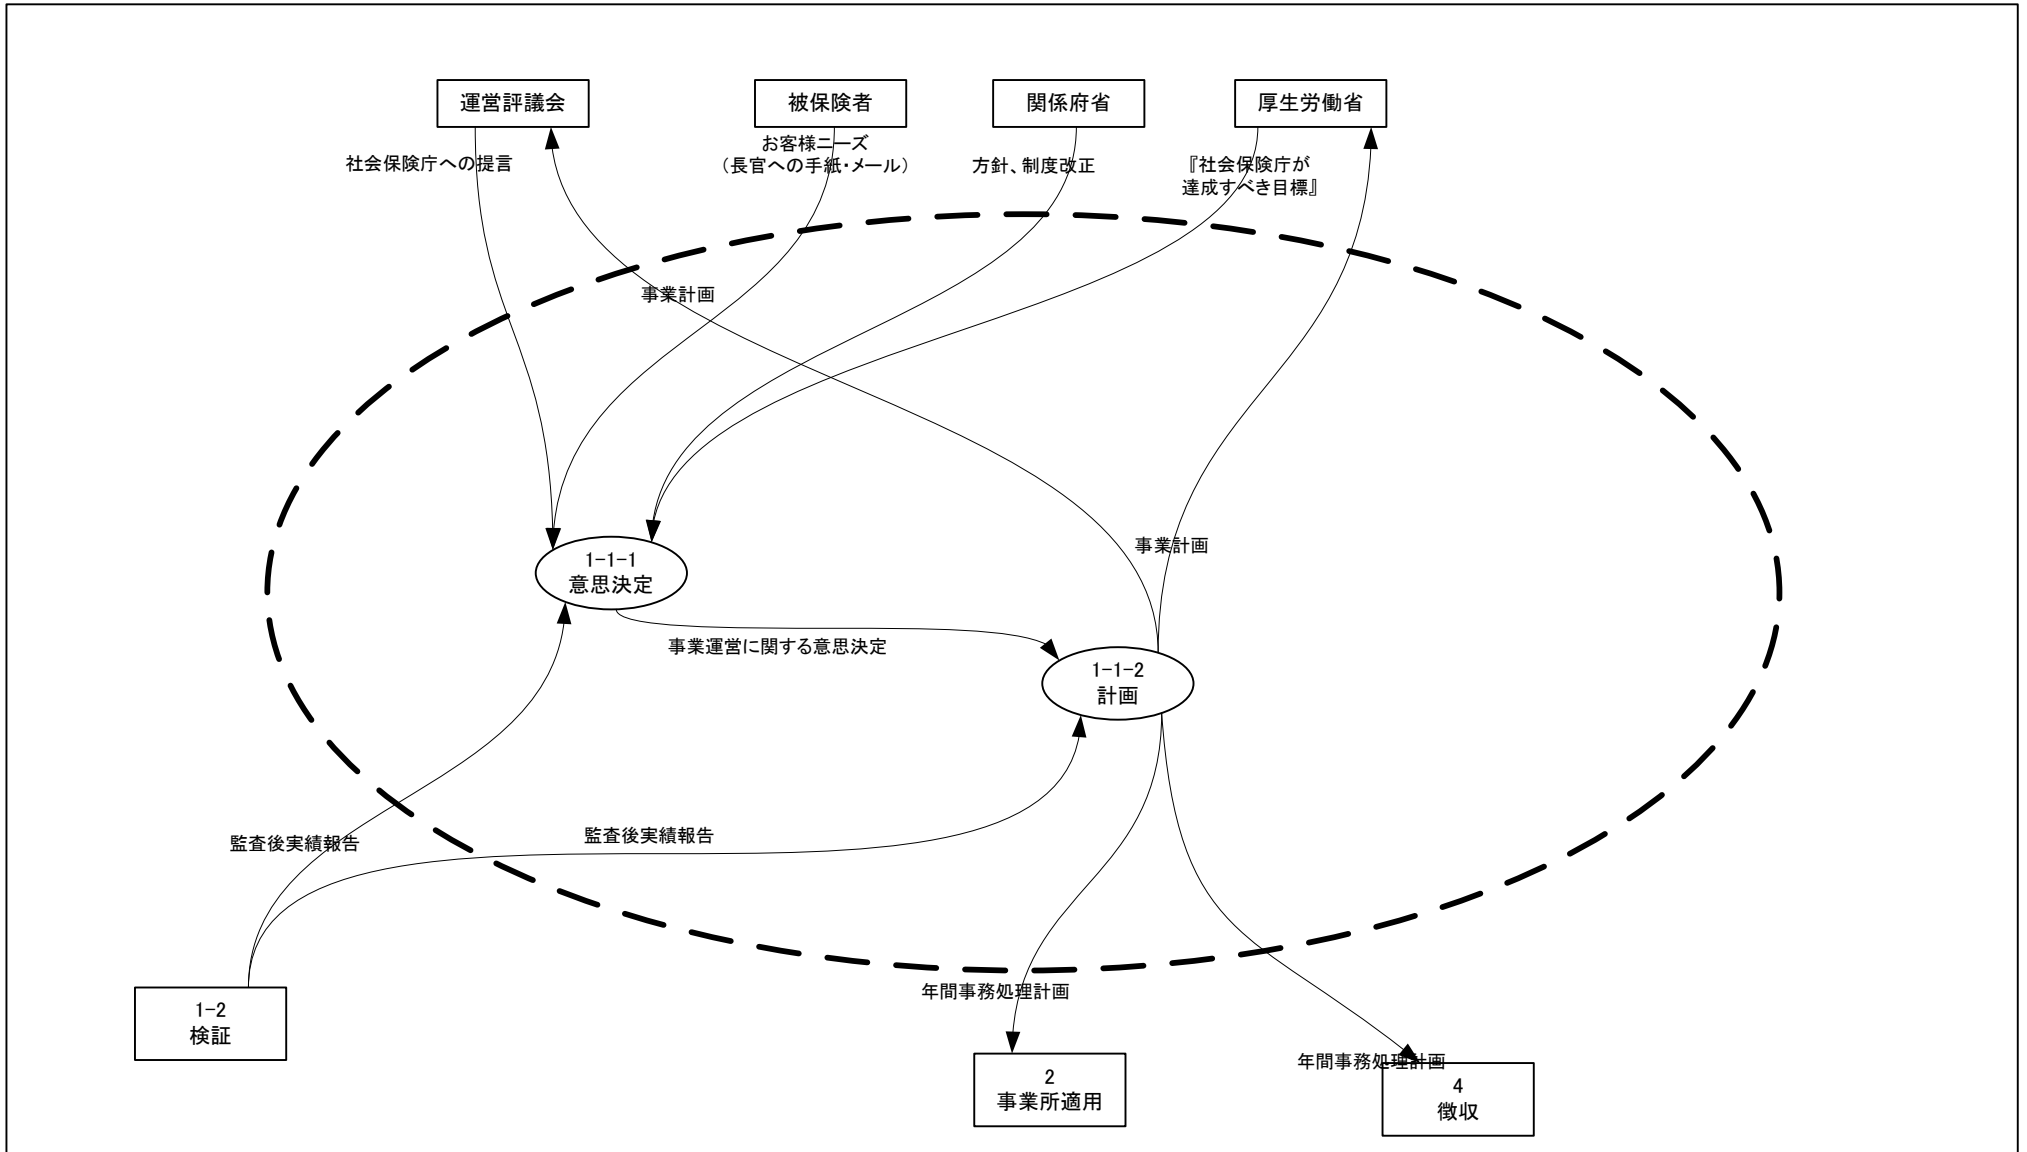 運営評議会
被保険者
関係府省
厚生労働省
社会保険庁への提言
お客様ニーズ
（長官への手紙・メール）
方針、制度改正
『社会保険庁が
達成すべき目標』
事業計画
事業計画
1-1-1
意思決定
事業運営に関する意思決定
1-1-2
計画
監査後実績報告
監査後実績報告
年間事務処理計画
1-2
検証
年間事務処理計画
2
事業所適用
4
徴収